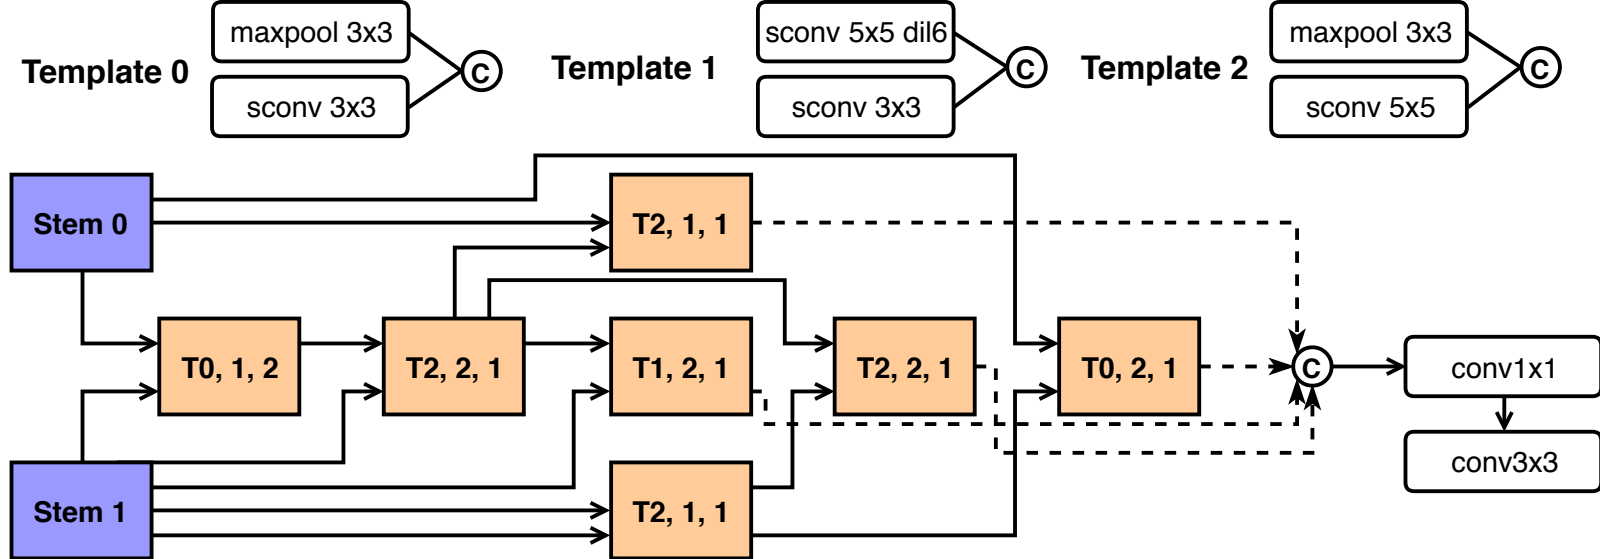 Template 0
maxpool 3x3
sconv 3x3
C
Template 1
sconv 5x5 dil6
sconv 3x3
C
Template 2
maxpool 3x3
sconv 5x5
C
Stem 0
T2, 1, 1
T0, 1, 2
T2, 2, 1
T1, 2, 1
T2, 2, 1
T0, 2, 1
C
conv1x1
conv3x3
Stem 1
T2, 1, 1